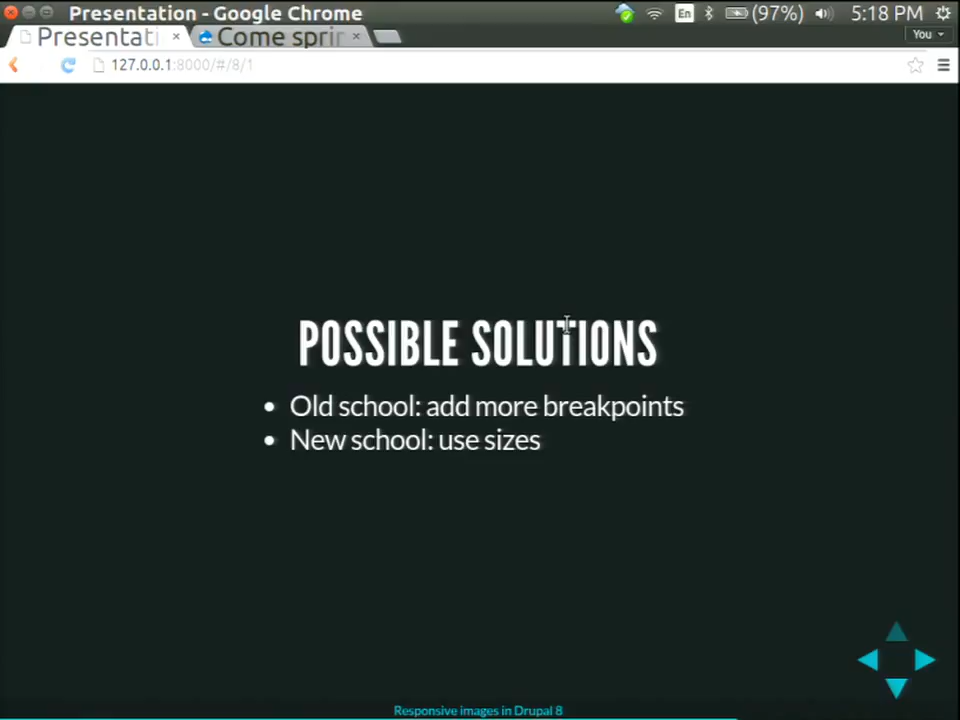 Presentation - Google Chrome
En
(97%)
5:18 PM
Presentati
Come sprir
You
127.0.0.1:8000/#/8/1
POSSIBLE SOLUTIONS
• Old school: add more breakpoints
• New school: use sizes
Responsive images in Drupal 8